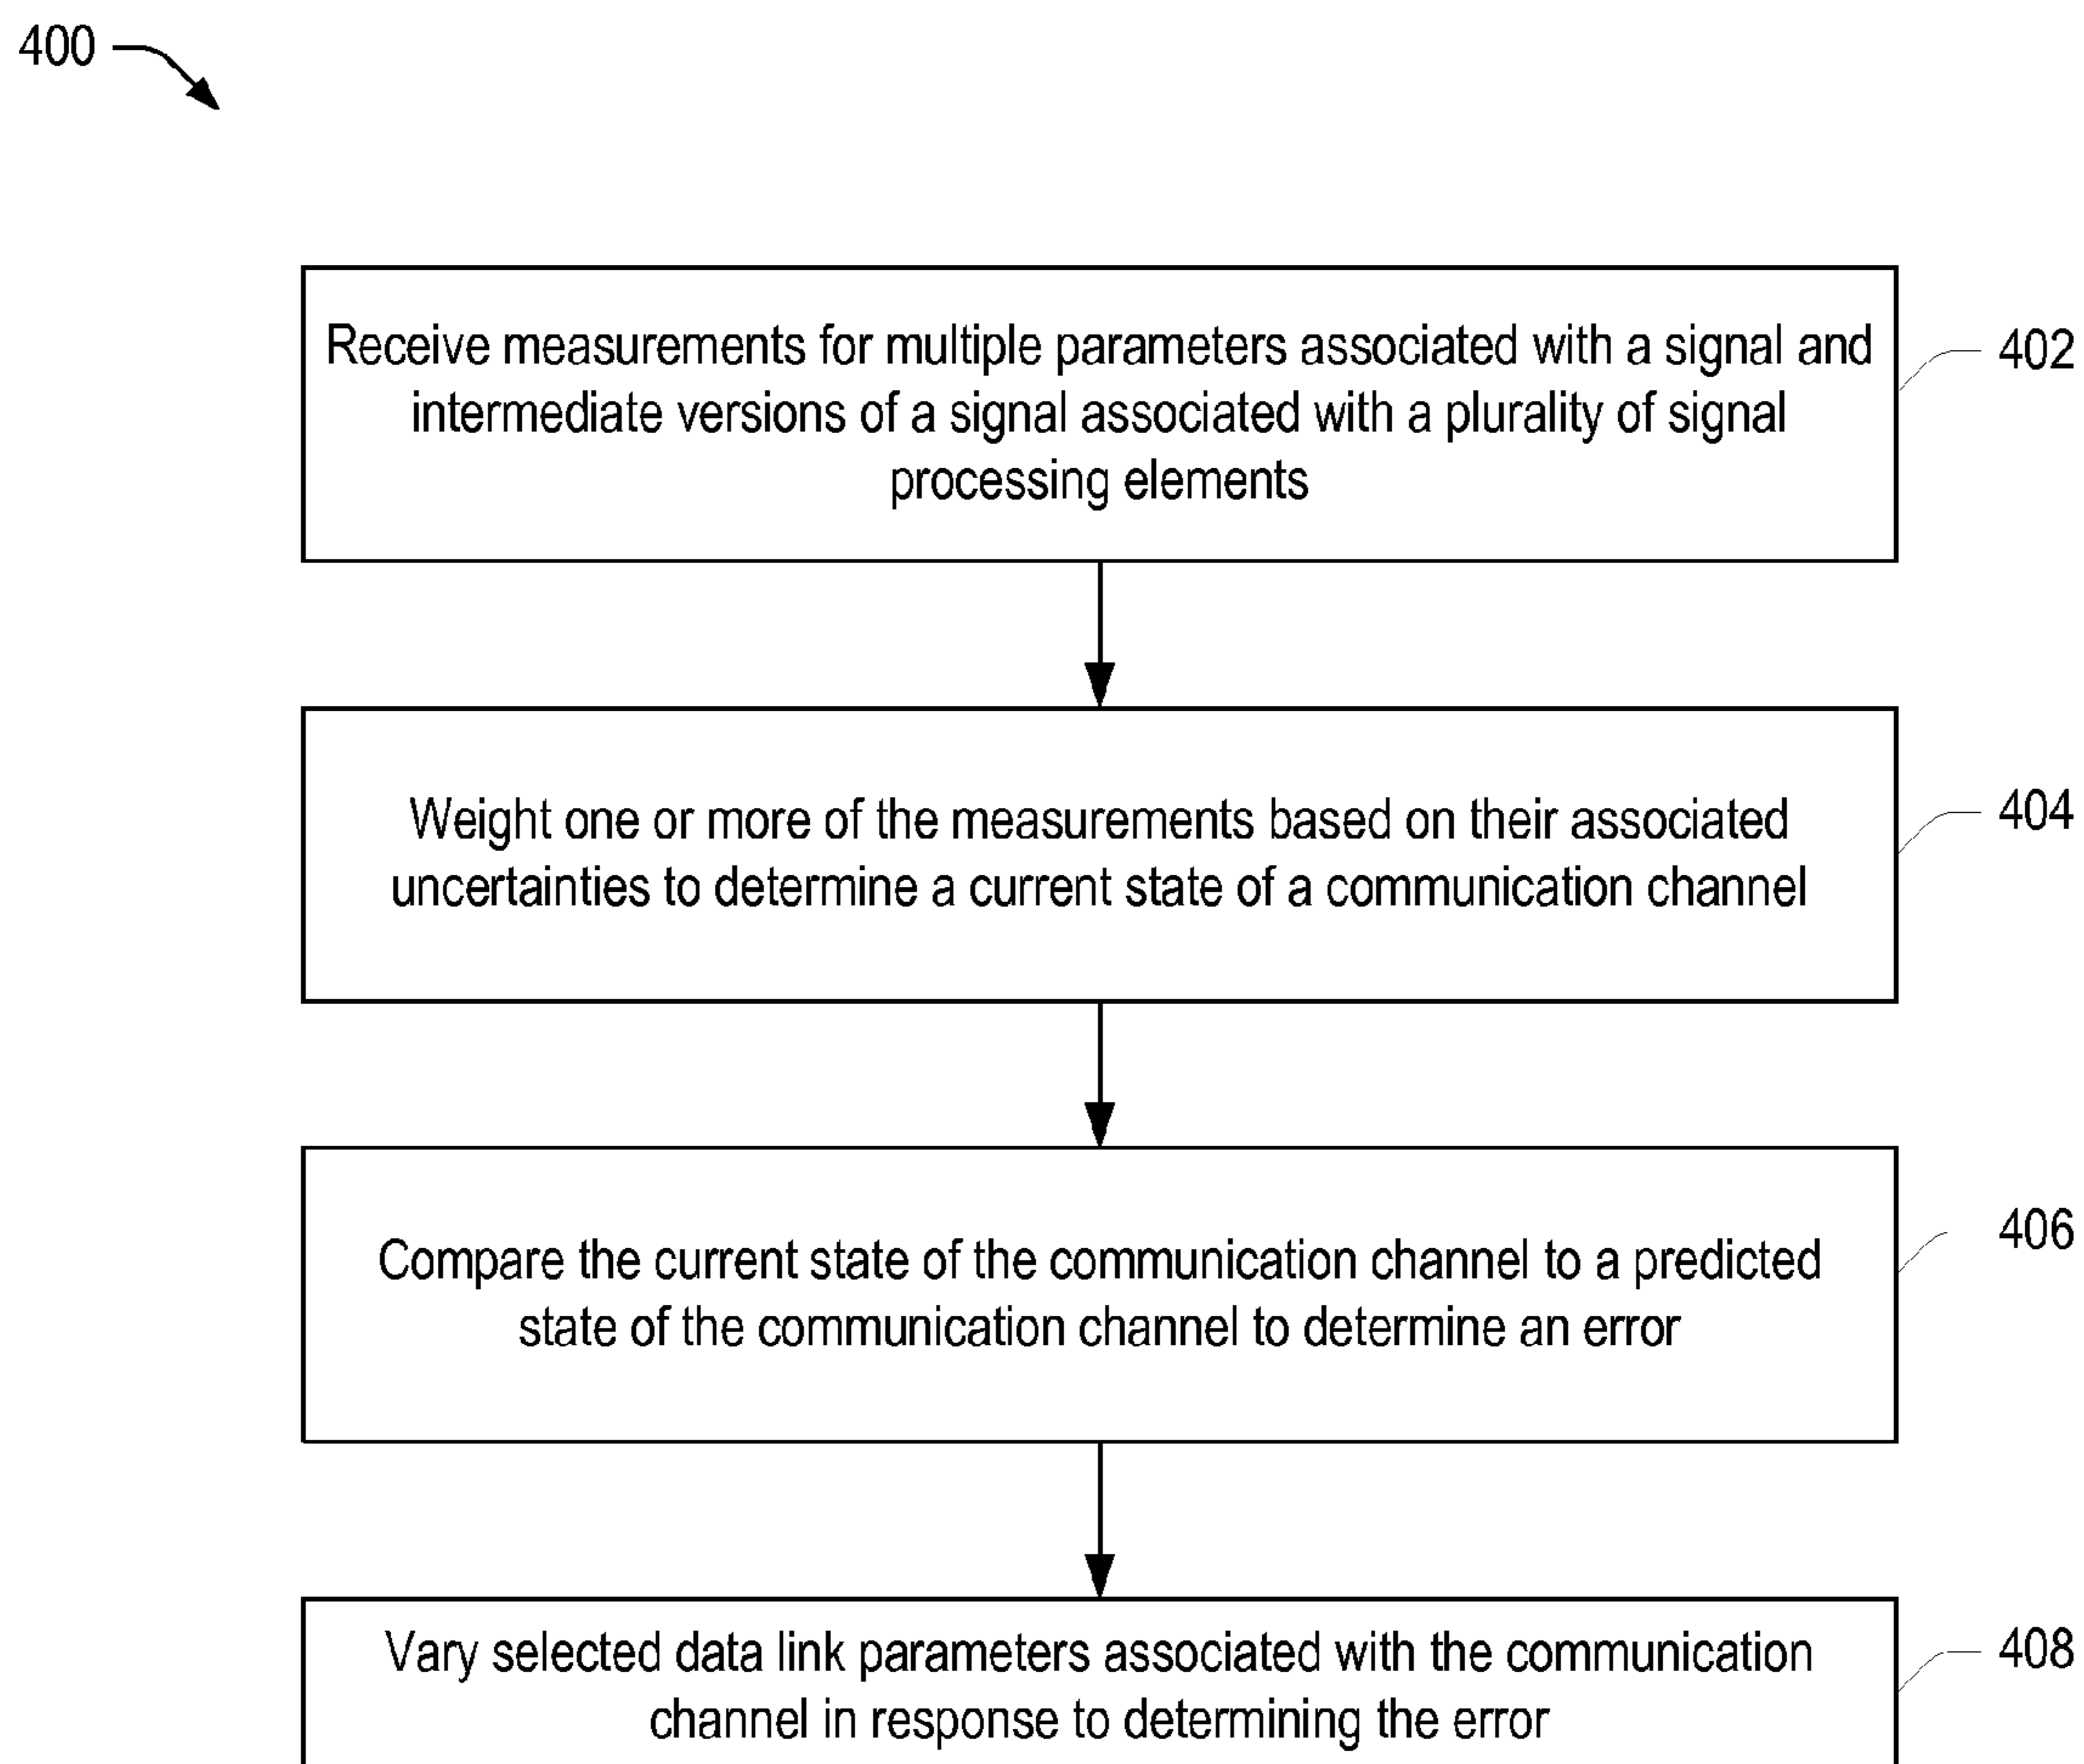 400
Receive measurements for multiple parameters associated with a signal and
intermediate versions of a signal associated with a plurality of signal
processing elements
402
Weight one or more of the measurements based on their associated
uncertainties to determine a current state of a communication channel
404
Compare the current state of the communication channel to a predicted
state of the communication channel to determine an error
406
Vary selected data link parameters associated with the communication
channel in response to determining the error
408